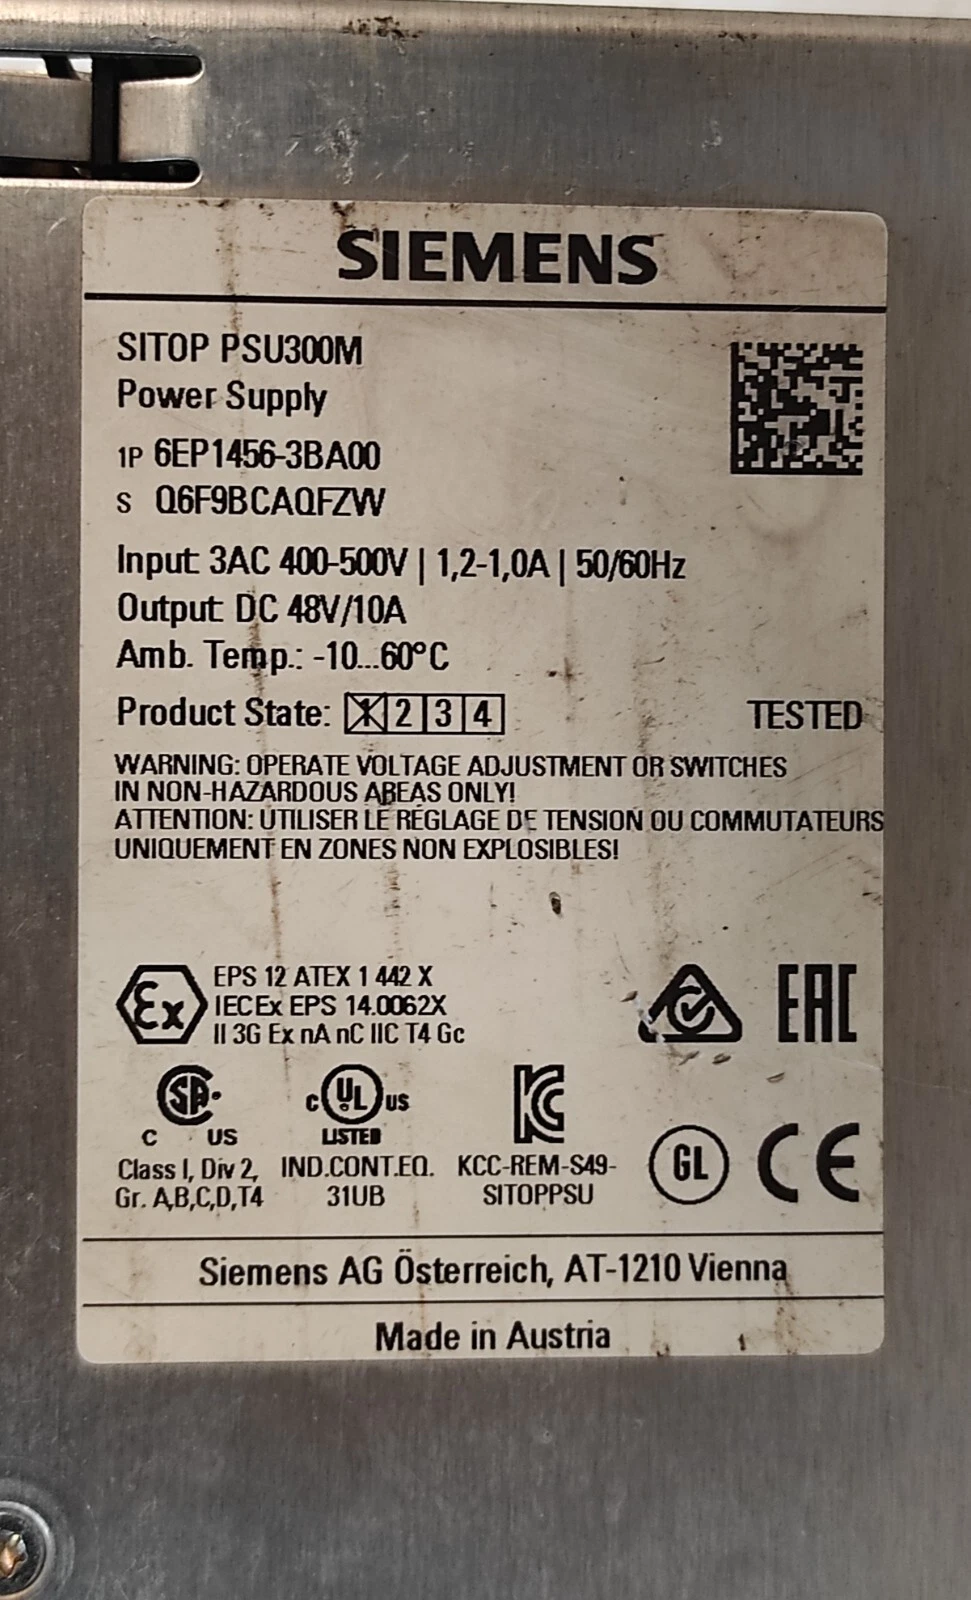 SIEMENS
SITOP PSU300M
Power Supply
1P 6EP1456-3BA00
S Q6F9BCAQFZW
Input: 3AC 400-500V | 1,2-1,0A | 50/60Hz
Output: DC 48V/10A
Amb. Temp.: -10...60°C
Product State: X 2 3 4 TESTED
WARNING: OPERATE VOLTAGE ADJUSTMENT OR SWITCHES
IN NON-HAZARDOUS AREAS ONLY!
ATTENTION: UTILISER LE RÉGLAGE DE TENSION OU COMMUTATEURS
UNIQUEMENT EN ZONES NON EXPLOSIBLES!
Ex EPS 12 ATEX 1 442 X
IECEx EPS 14.0062X
II 3G Ex nA nC IIC T4 Gc
EAC
SA C US
Class I, Div 2,
Gr. A,B,C,D,T4
C UL US
LISTED
IND.CONT.EQ.
31UB
KC
KCC-REM-S49-
SITOPPSU
GL CE
Siemens AG Österreich, AT-1210 Vienna
Made in Austria